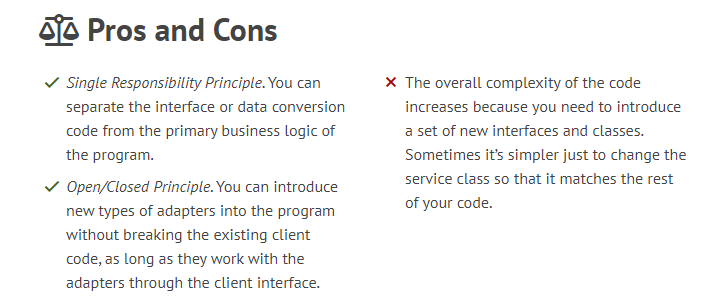 Pros and Cons
Single Responsibility Principle. You can
separate the interface or data conversion
code from the primary business logic of
the program.
Open/Closed Principle. You can introduce
new types of adapters into the program
without breaking the existing client
code, as long as they work with the
adapters through the client interface.
The overall complexity of the code
increases because you need to introduce
a set of new interfaces and classes.
Sometimes it’s simpler just to change the
service class so that it matches the rest
of your code.